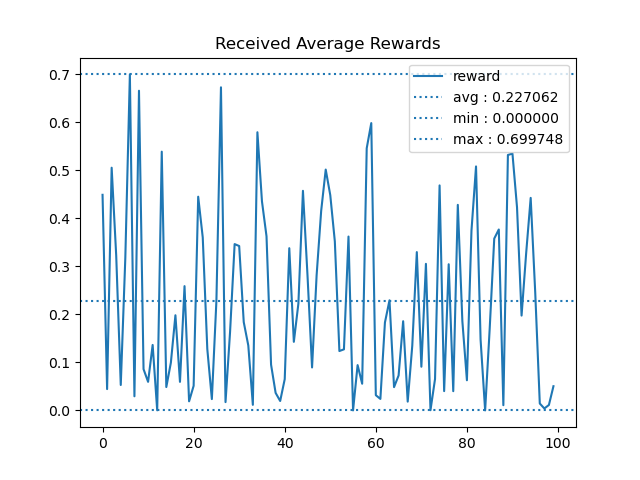 Received Average Rewards
reward
avg : 0.227062
min : 0.000000
max : 0.699748
0.7
0.6
0.5
0.4
0.3
0.2
0.1
0.0
0 20 40 60 80 100